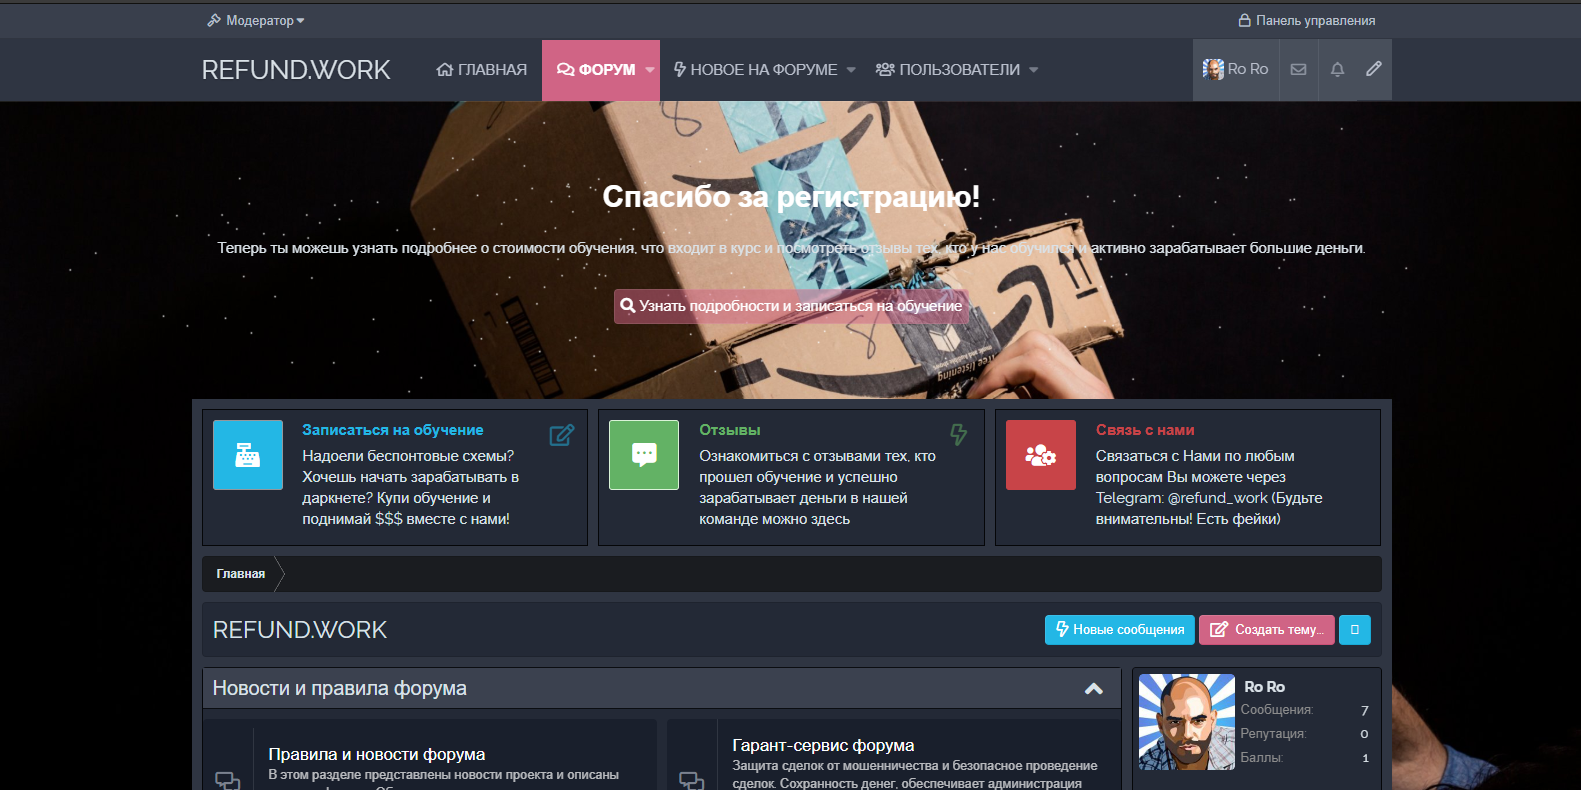 Модератор
Панель управления
REFUND.WORK
ГЛАВНАЯ
ФОРУМ
НОВОЕ НА ФОРУМЕ
ПОЛЬЗОВАТЕЛИ
Ro Ro
Спасибо за регистрацию!
Теперь ты можешь узнать подробнее о стоимости обучения, что входит в курс и посмотреть отзывы тех, кто у нас обучился и активно зарабатывает большие деньги.
Узнать подробности и записаться на обучение
free listening
Записаться на обучение
Надоели беспонтовые схемы?
Хочешь начать зарабатывать в
даркнете? Купи обучение и
поднимай $$$ вместе с нами!
Отзывы
Ознакомиться с отзывами тех, кто
прошел обучение и успешно
зарабатывает деньги в нашей
команде можно здесь
Связь с нами
Связаться с Нами по любым
вопросам Вы можете через
Telegram: @refund_work (Будьте
внимательны! Есть фейки)
Главная
REFUND.WORK
Новые сообщения
Создать тему...
Новости и правила форума
Правила и новости форума
В этом разделе представлены новости проекта и описаны
Гарант-сервис форума
Защита сделок от мошенничества и безопасное проведение
сделок. Сохранность денег, обеспечивает администрация
Ro Ro
Сообщения: 7
Репутация: 0
Баллы: 1